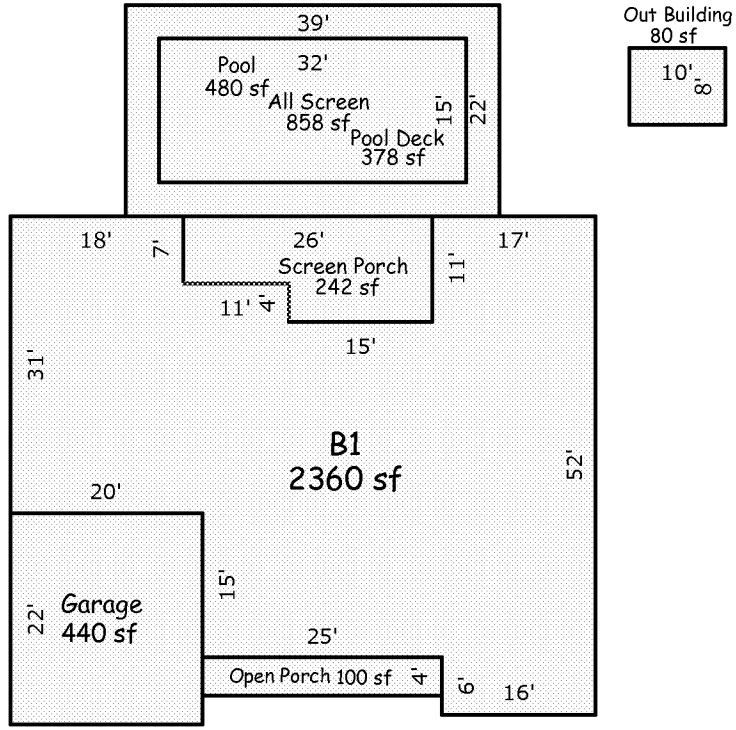 Out Building
80 sf
10'
8'
39'
32'
Pool
480 sf
All Screen
858 sf
15'
22'
Pool Deck
378 sf
18'
7'
26'
17'
Screen Porch
242 sf
11'
11'
4'
15'
31'
B1
2360 sf
52'
20'
15'
Garage
440 sf
22'
25'
Open Porch 100 sf
4'
6'
16'